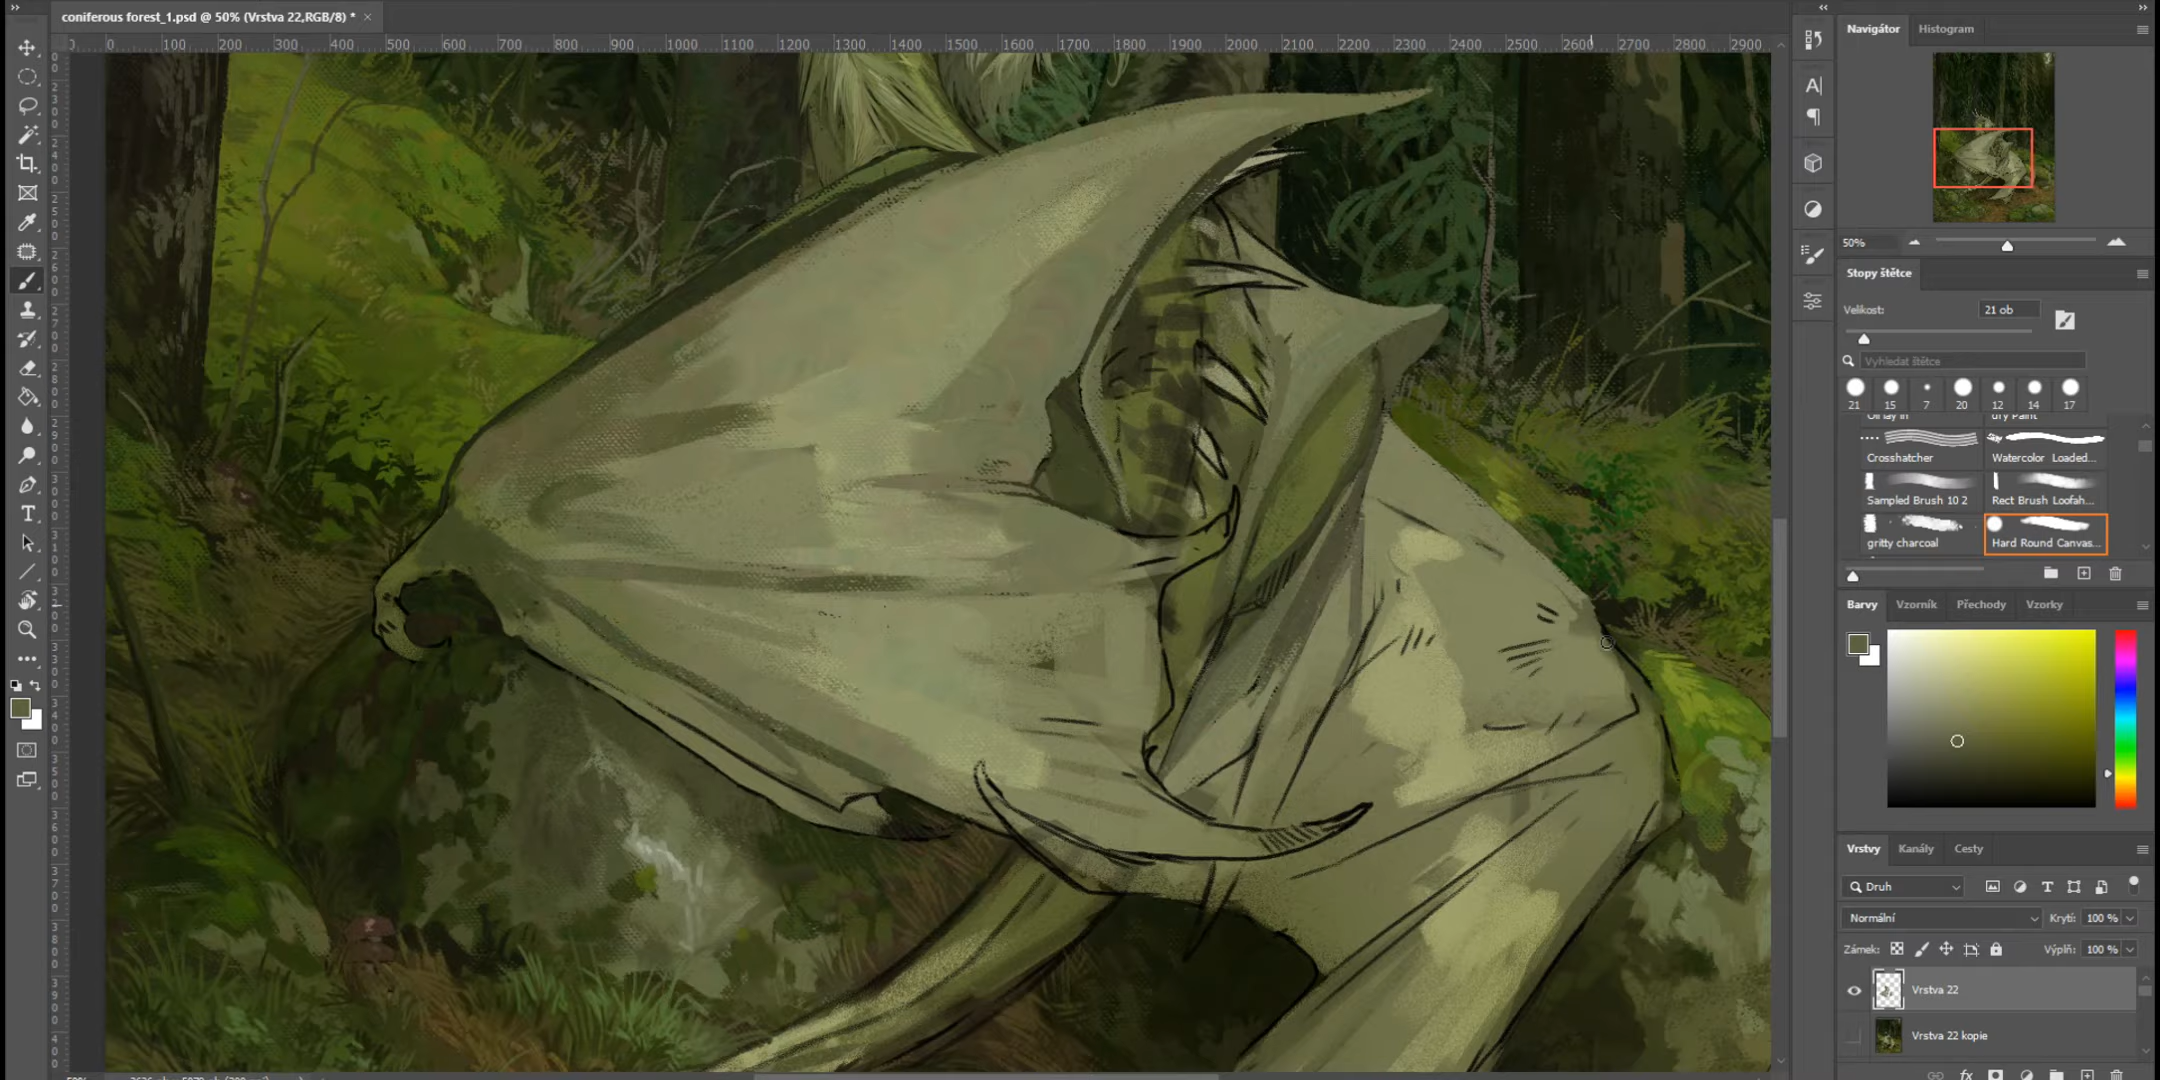 coniferous forest_1.psd @ 50% (Vrstva 22,RGB/8) * ×
0 100 200 300 400 500 600 700 800 900 1000 1100 1200 1300 1400 1500 1600 1700 1800 1900 2000 2100 2200 2300 2400 2500 2600 2700 2800 2900
Navigátor Histogram
50%
Stopy štětce
Velikost: 21 ob
Vyhledat štětce
21 15 7 20 12 14 17
Crosshatcher Watercolor Loaded...
Sampled Brush 10 2 Rect Brush Loofah...
gritty charcoal Hard Round Canvas...
Barvy Vzorník Přechody Vzorky
Vrstvy Kanály Cesty
Druh
Normální Krytí: 100 %
Zámek: Výplň: 100 %
Vrstva 22
Vrstva 22 kopie
fx